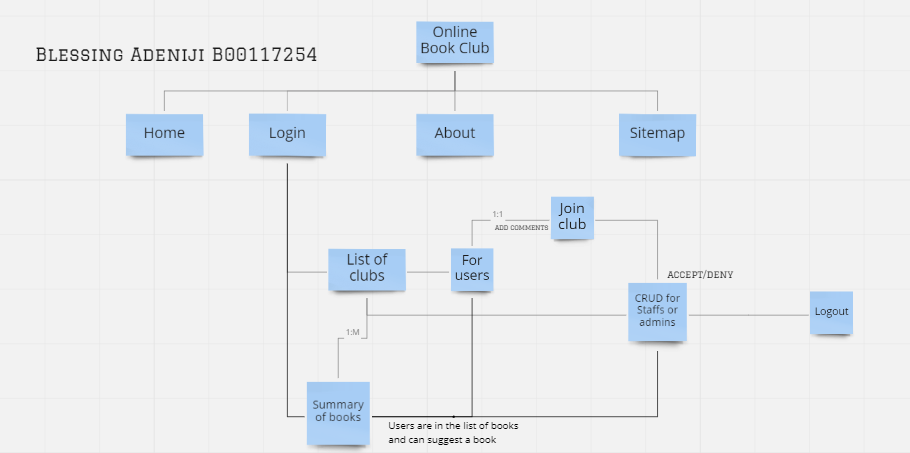 Online
Book Club
Blessing Adeniji B00117254
Home
Login
About
Sitemap
Join
club
1:1
ADD COMMENTS
List of
clubs
For
users
ACCEPT/DENY
CRUD for
Staffs or
admins
Logout
1:M
Summary
of books
Users are in the list of books
and can suggest a book